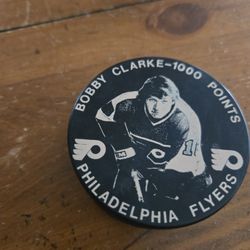 BOBBY CLARKE-1000 POINTS
PHILADELPHIA FLYERS